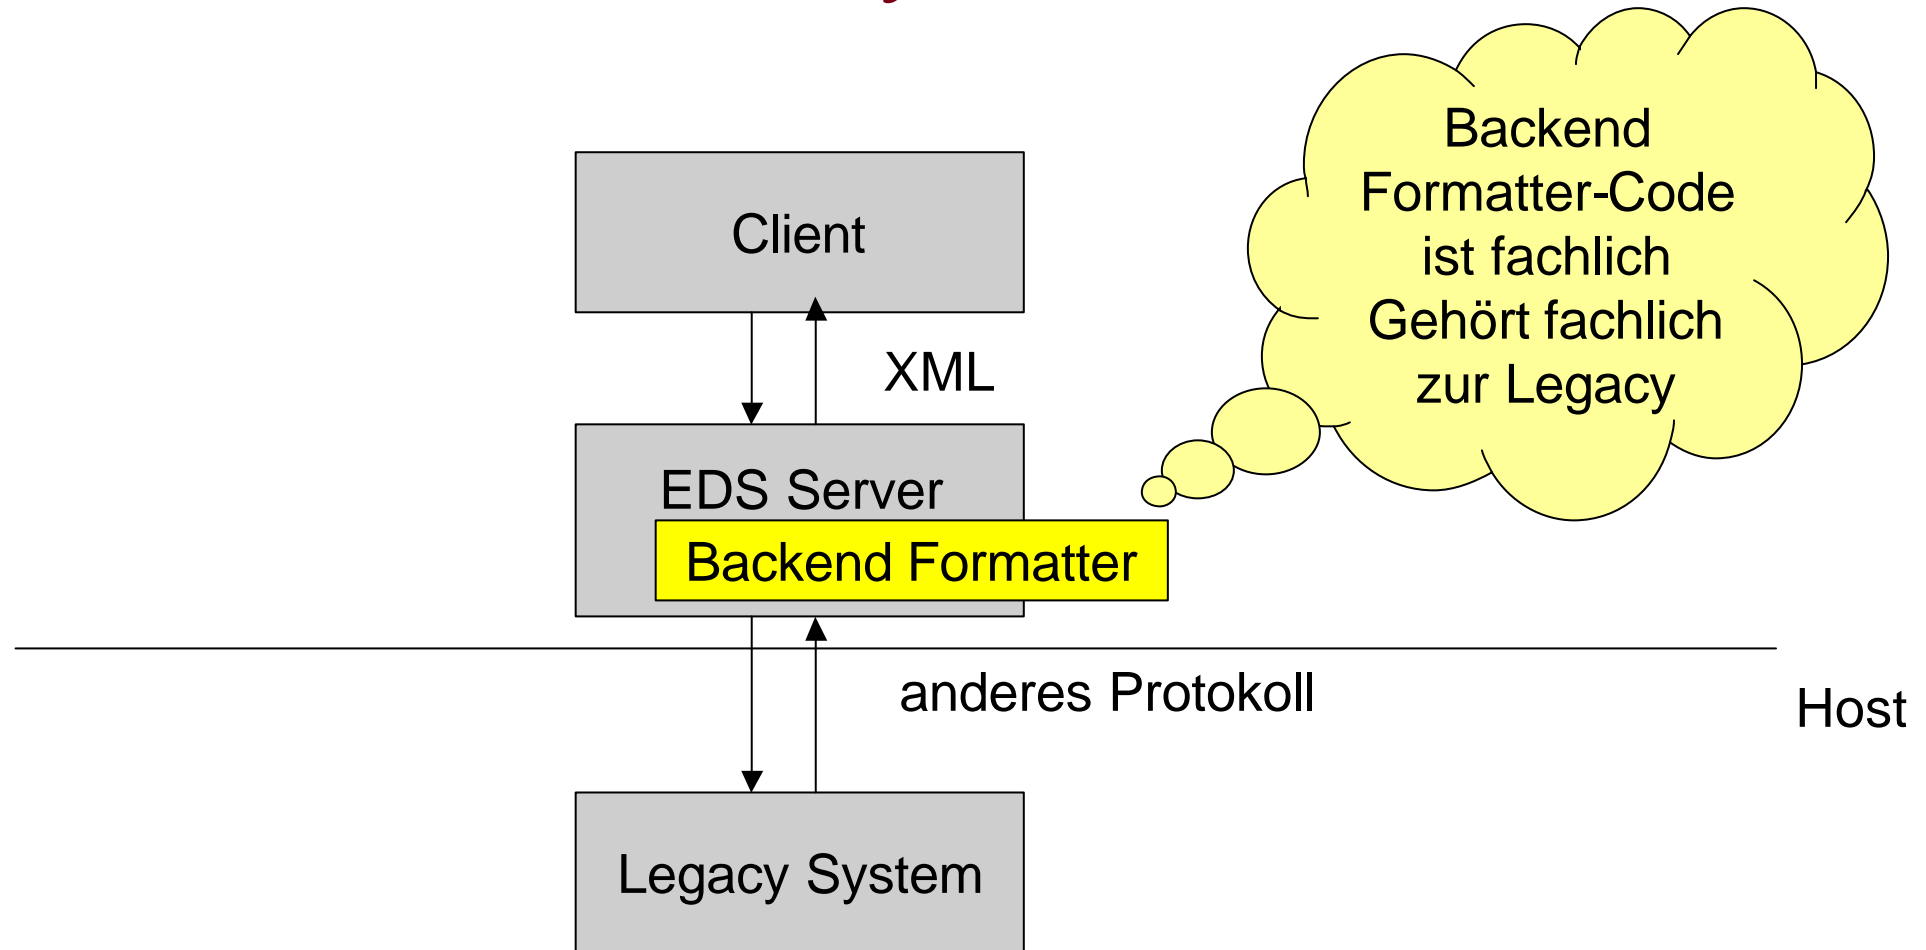 Backend
Formatter-Code
ist fachlich
Gehört fachlich
zur Legacy
Client
XML
EDS Server
Backend Formatter
anderes Protokoll
Host
Legacy System